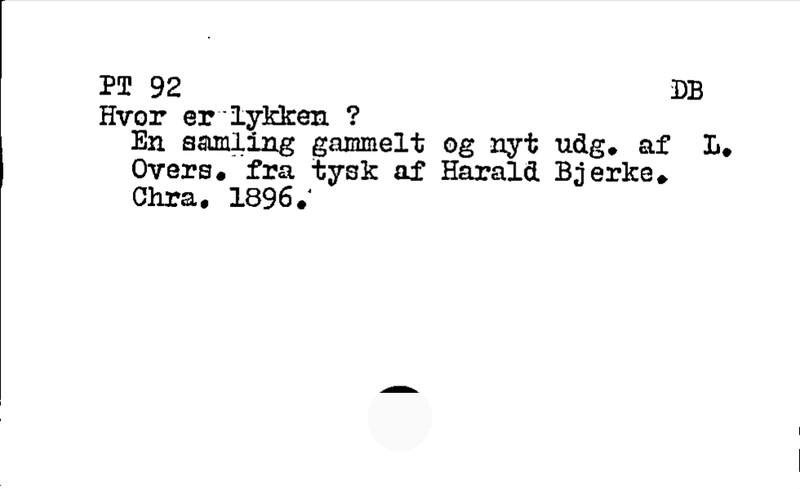 PT 92 DB
Hvor er lykken ?
En samling gammelt og nyt udg. af L.
Overs. fra tysk af Harald Bjerke.
Chra. 1896.